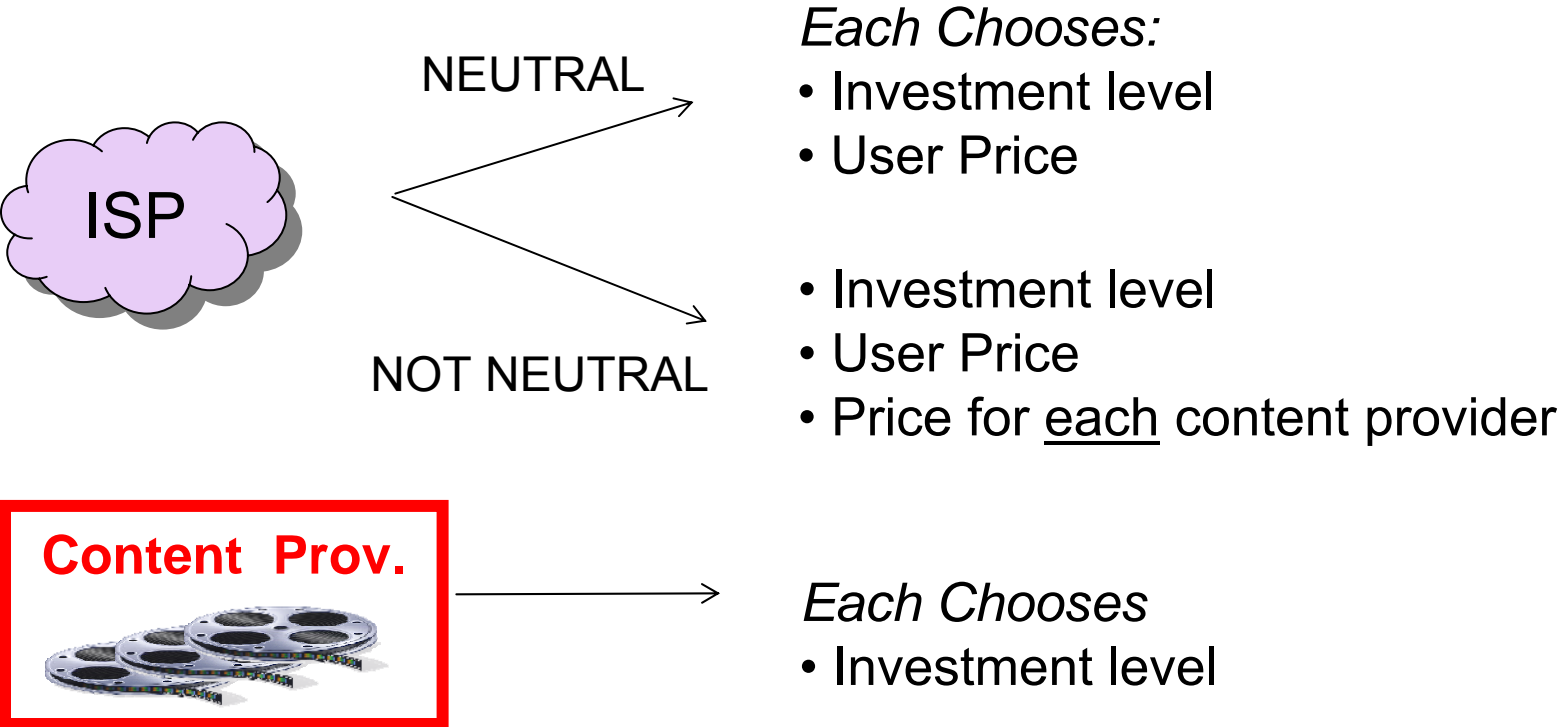 Each Chooses:
NEUTRAL
• Investment level
• User Price
ISP
• Investment level
NOT NEUTRAL
• User Price
• Price for each content provider
Content Prov.
Each Chooses
• Investment level